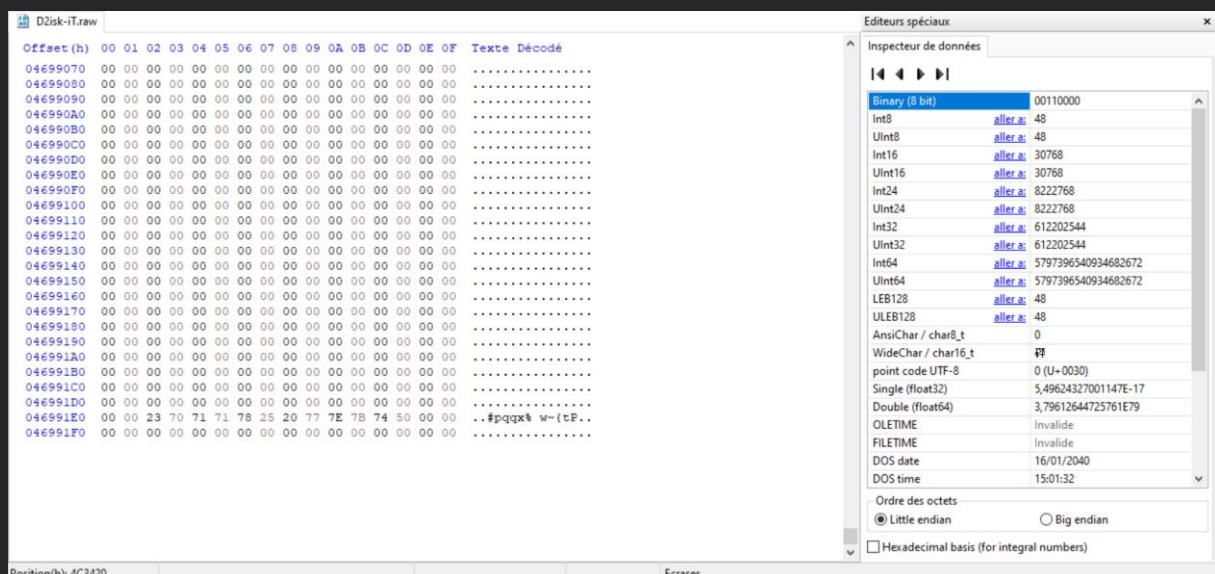 D2isk-iT.raw
Offset(h) 00 01 02 03 04 05 06 07 08 09 0A 0B 0C 0D 0E 0F Texte Décodé
04699070 00 00 00 00 00 00 00 00 00 00 00 00 00 00 00 00 ................
04699080 00 00 00 00 00 00 00 00 00 00 00 00 00 00 00 00 ................
04699090 00 00 00 00 00 00 00 00 00 00 00 00 00 00 00 00 ................
046990A0 00 00 00 00 00 00 00 00 00 00 00 00 00 00 00 00 ................
046990B0 00 00 00 00 00 00 00 00 00 00 00 00 00 00 00 00 ................
046990C0 00 00 00 00 00 00 00 00 00 00 00 00 00 00 00 00 ................
046990D0 00 00 00 00 00 00 00 00 00 00 00 00 00 00 00 00 ................
046990E0 00 00 00 00 00 00 00 00 00 00 00 00 00 00 00 00 ................
046990F0 00 00 00 00 00 00 00 00 00 00 00 00 00 00 00 00 ................
04699100 00 00 00 00 00 00 00 00 00 00 00 00 00 00 00 00 ................
04699110 00 00 00 00 00 00 00 00 00 00 00 00 00 00 00 00 ................
04699120 00 00 00 00 00 00 00 00 00 00 00 00 00 00 00 00 ................
04699130 00 00 00 00 00 00 00 00 00 00 00 00 00 00 00 00 ................
04699140 00 00 00 00 00 00 00 00 00 00 00 00 00 00 00 00 ................
04699150 00 00 00 00 00 00 00 00 00 00 00 00 00 00 00 00 ................
04699160 00 00 00 00 00 00 00 00 00 00 00 00 00 00 00 00 ................
04699170 00 00 00 00 00 00 00 00 00 00 00 00 00 00 00 00 ................
04699180 00 00 00 00 00 00 00 00 00 00 00 00 00 00 00 00 ................
04699190 00 00 00 00 00 00 00 00 00 00 00 00 00 00 00 00 ................
046991A0 00 00 00 00 00 00 00 00 00 00 00 00 00 00 00 00 ................
046991B0 00 00 00 00 00 00 00 00 00 00 00 00 00 00 00 00 ................
046991C0 00 00 00 00 00 00 00 00 00 00 00 00 00 00 00 00 ................
046991D0 00 00 00 00 00 00 00 00 00 00 00 00 00 00 00 00 ................
046991E0 00 00 23 70 71 71 78 25 20 77 7E 7B 74 50 00 00 ..#pqqx% w~{tP..
046991F0 00 00 00 00 00 00 00 00 00 00 00 00 00 00 00 00 ................
Position(h): 4C3420 Ecraser
Editeurs spéciaux
Inspecteur de données
Binary (8 bit) 00110000
Int8 aller a: 48
UInt8 aller a: 48
Int16 aller a: 30768
UInt16 aller a: 30768
Int24 aller a: 8222768
UInt24 aller a: 8222768
Int32 aller a: 612202544
UInt32 aller a: 612202544
Int64 aller a: 5797396540934682672
UInt64 aller a: 5797396540934682672
LEB128 aller a: 48
ULEB128 aller a: 48
AnsiChar / char8_t 0
WideChar / char16_t
point code UTF-8 0 (U+0030)
Single (float32) 5,49624327001147E-17
Double (float64) 3,79612644725761E79
OLETIME Invalide
FILETIME Invalide
DOS date 16/01/2040
DOS time 15:01:32
Ordre des octets
Little endian Big endian
Hexadecimal basis (for integral numbers)